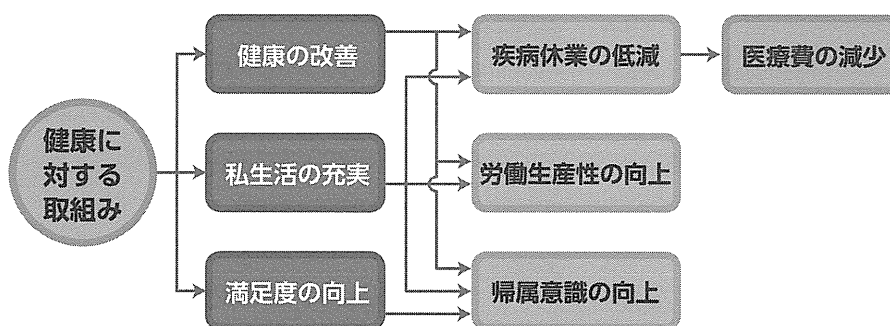 健康に
対する
取組み
健康の改善
私生活の充実
満足度の向上
疾病休業の低減
労働生産性の向上
帰属意識の向上
医療費の減少